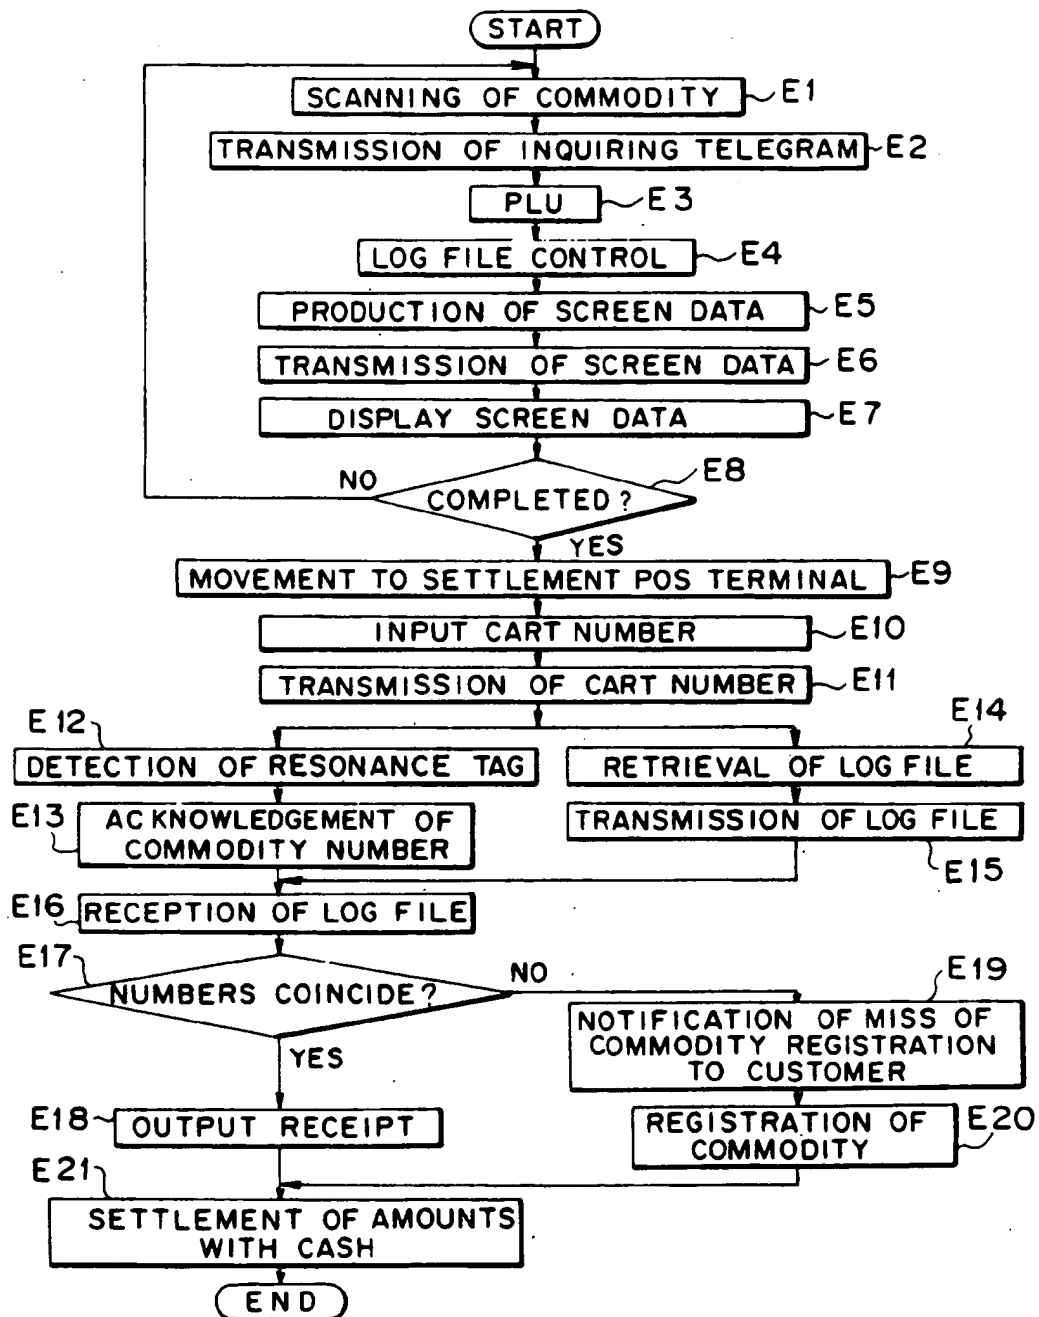 START
SCANNING OF COMMODITY E1
TRANSMISSION OF INQUIRING TELEGRAM E2
PLU E3
LOG FILE CONTROL E4
PRODUCTION OF SCREEN DATA E5
TRANSMISSION OF SCREEN DATA E6
DISPLAY SCREEN DATA E7
E8
NO
COMPLETED?
YES
MOVEMENT TO SETTLEMENT POS TERMINAL E9
INPUT CART NUMBER E10
TRANSMISSION OF CART NUMBER E11
E12
DETECTION OF RESONANCE TAG
E13
ACKNOWLEDGEMENT OF
COMMODITY NUMBER
E14
RETRIEVAL OF LOG FILE
TRANSMISSION OF LOG FILE
E15
E16 RECEPTION OF LOG FILE
E17
NUMBERS COINCIDE?
NO
YES
E19
NOTIFICATION OF MISS OF
COMMODITY REGISTRATION
TO CUSTOMER
E18 OUTPUT RECEIPT
REGISTRATION OF
COMMODITY
E20
E21
SETTLEMENT OF AMOUNTS
WITH CASH
END